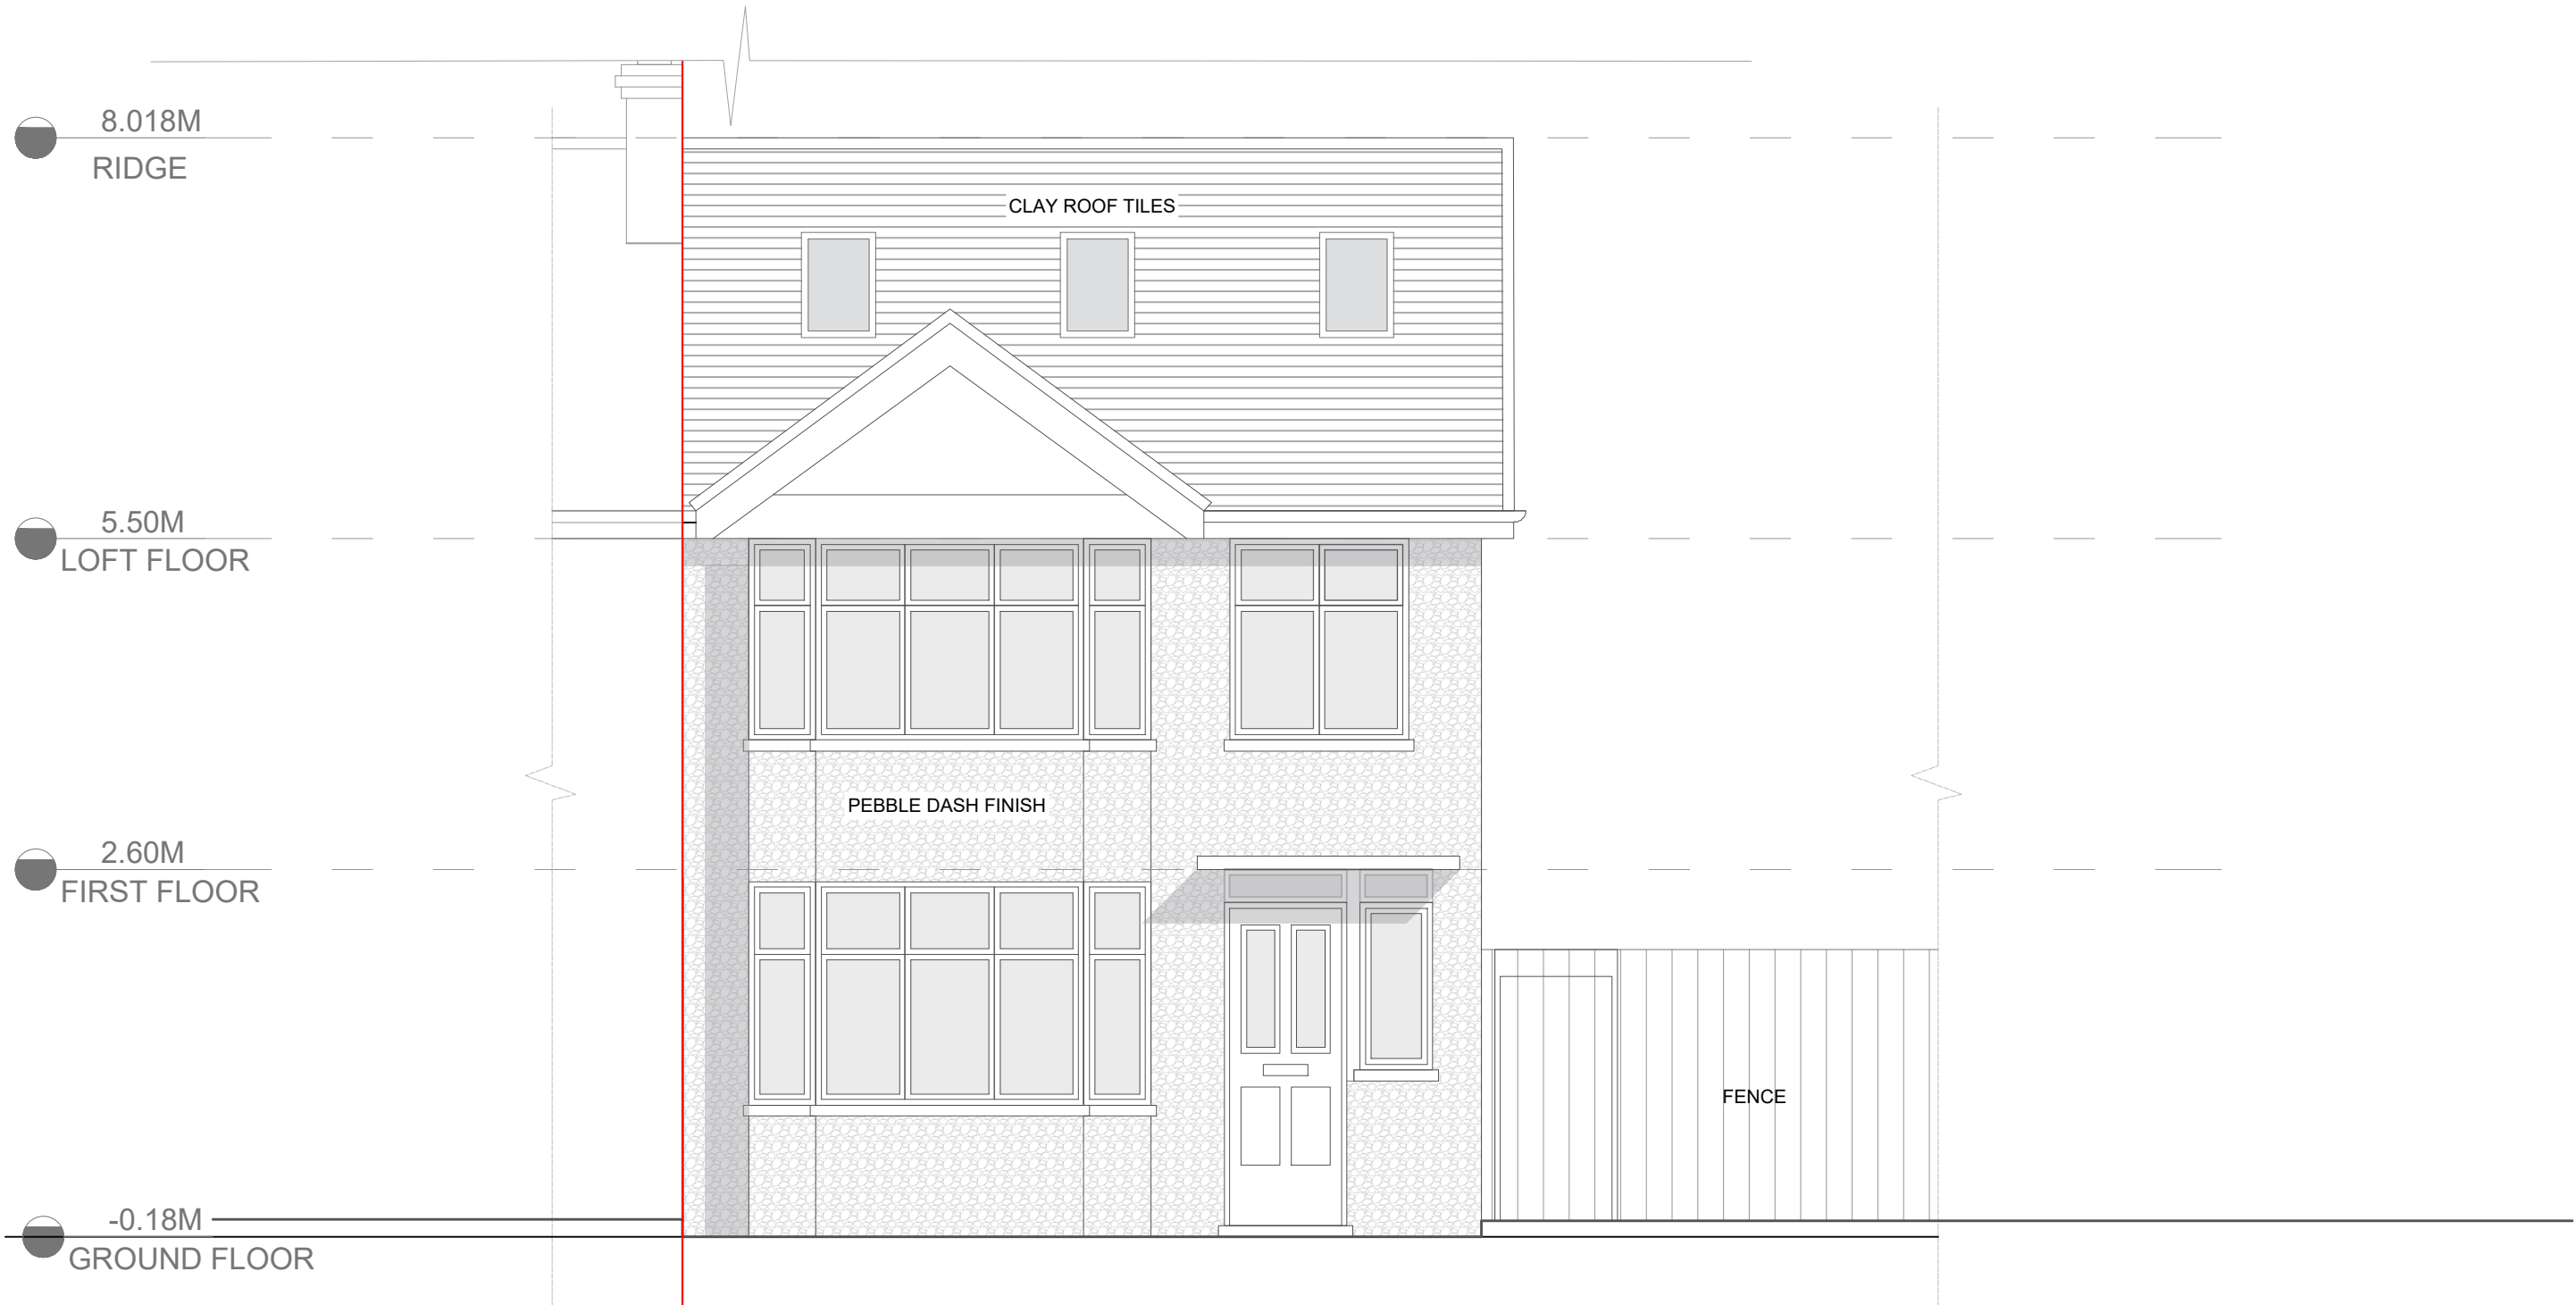 8.018M
RIDGE
CLAY ROOF TILES
5.50M
LOFT FLOOR
PEBBLE DASH FINISH
2.60M
FIRST FLOOR
FENCE
-0.18M
GROUND FLOOR